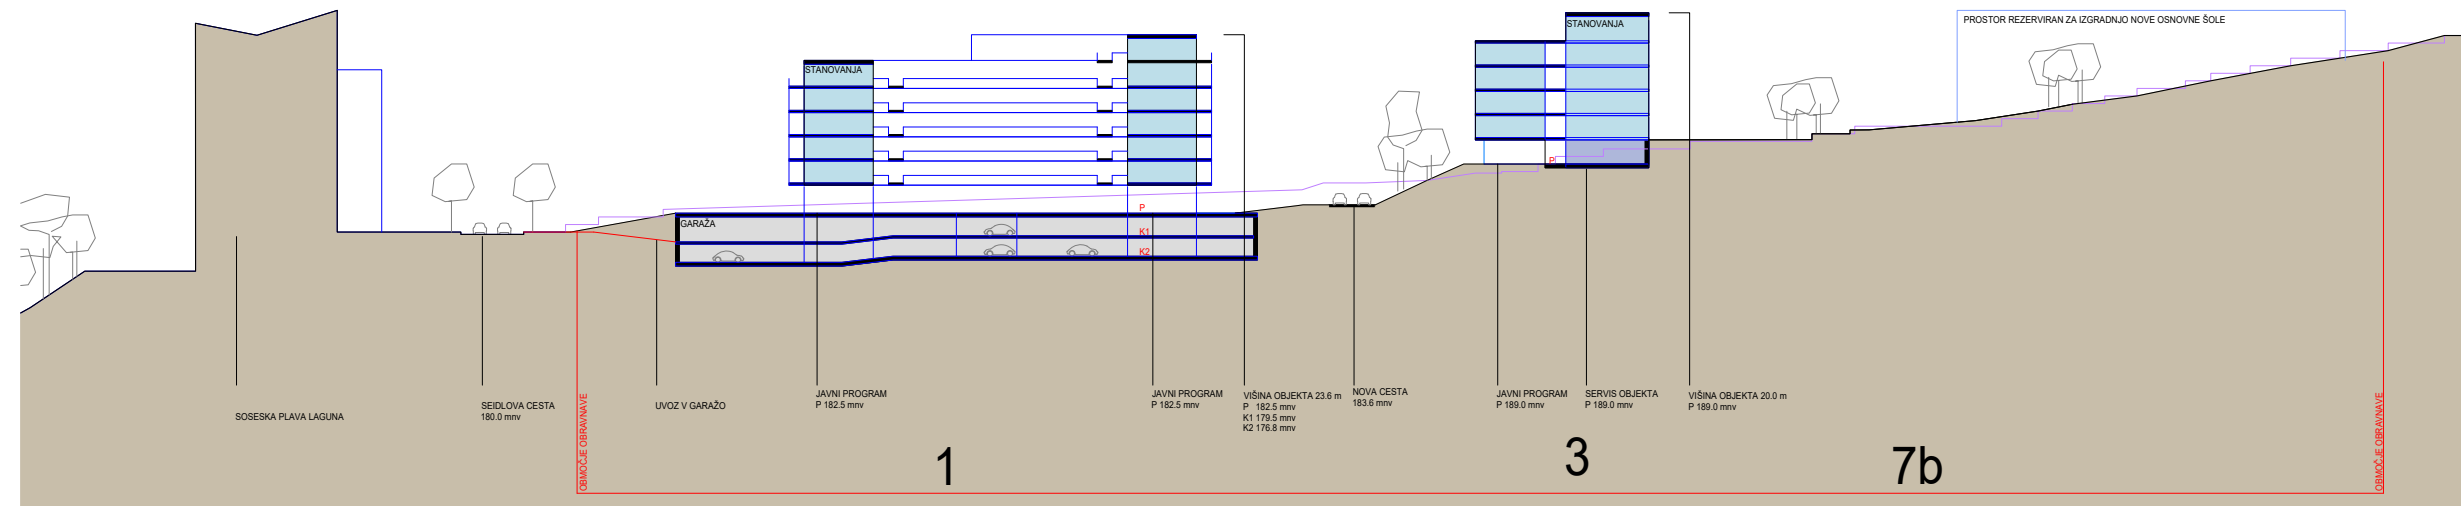 PROSTOR REZERVIRAN ZA IZGRADNJO NOVE OSNOVNE ŠOLE
STANOVANJA
STANOVANJA
P
P
GARAŽA
K1
K2
SOSESKA PLAVA LAGUNA
SEIDLOVA CESTA
180.0 mnv
OBMOČJE OBRAVNAVE
UVOZ V GARAŽO
JAVNI PROGRAM
P 182.5 mnv
JAVNI PROGRAM
P 182.5 mnv
VIŠINA OBJEKTA 23.6 m
P 182.5 mnv
K1 179.5 mnv
K2 176.8 mnv
NOVA CESTA
183.6 mnv
JAVNI PROGRAM
P 189.0 mnv
SERVIS OBJEKTA
P 189.0 mnv
VIŠINA OBJEKTA 20.0 m
P 189.0 mnv
OBMOČJE OBRAVNAVE
1
3
7b